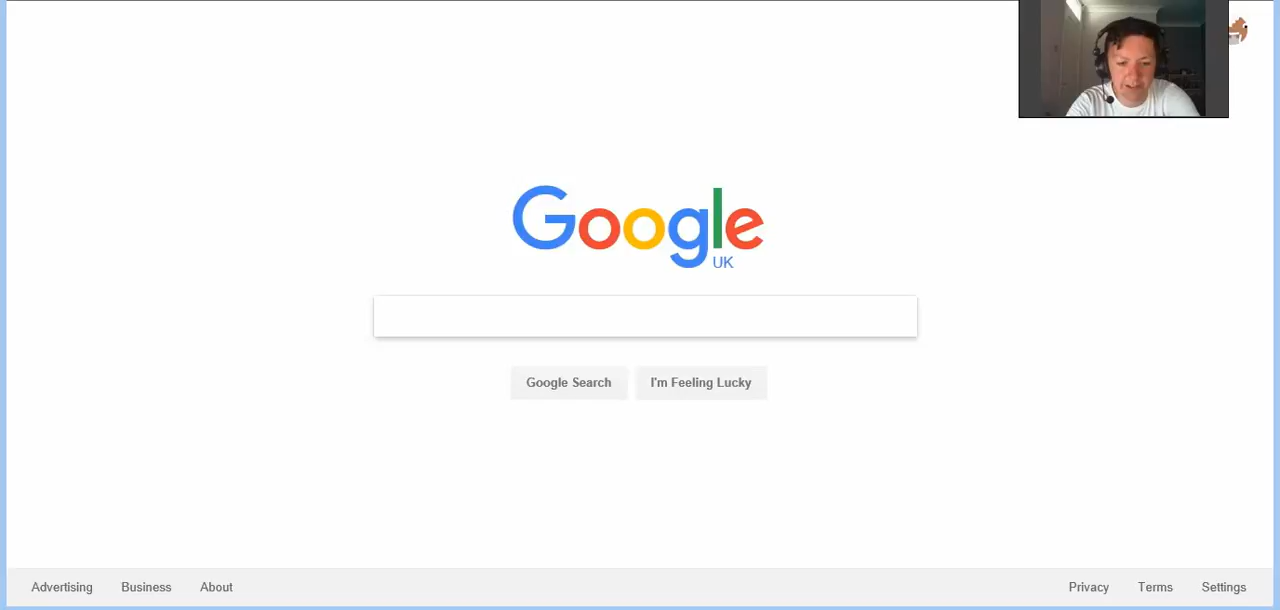 Google
UK
Google Search
I'm Feeling Lucky
Advertising
Business
About
Privacy
Terms
Settings